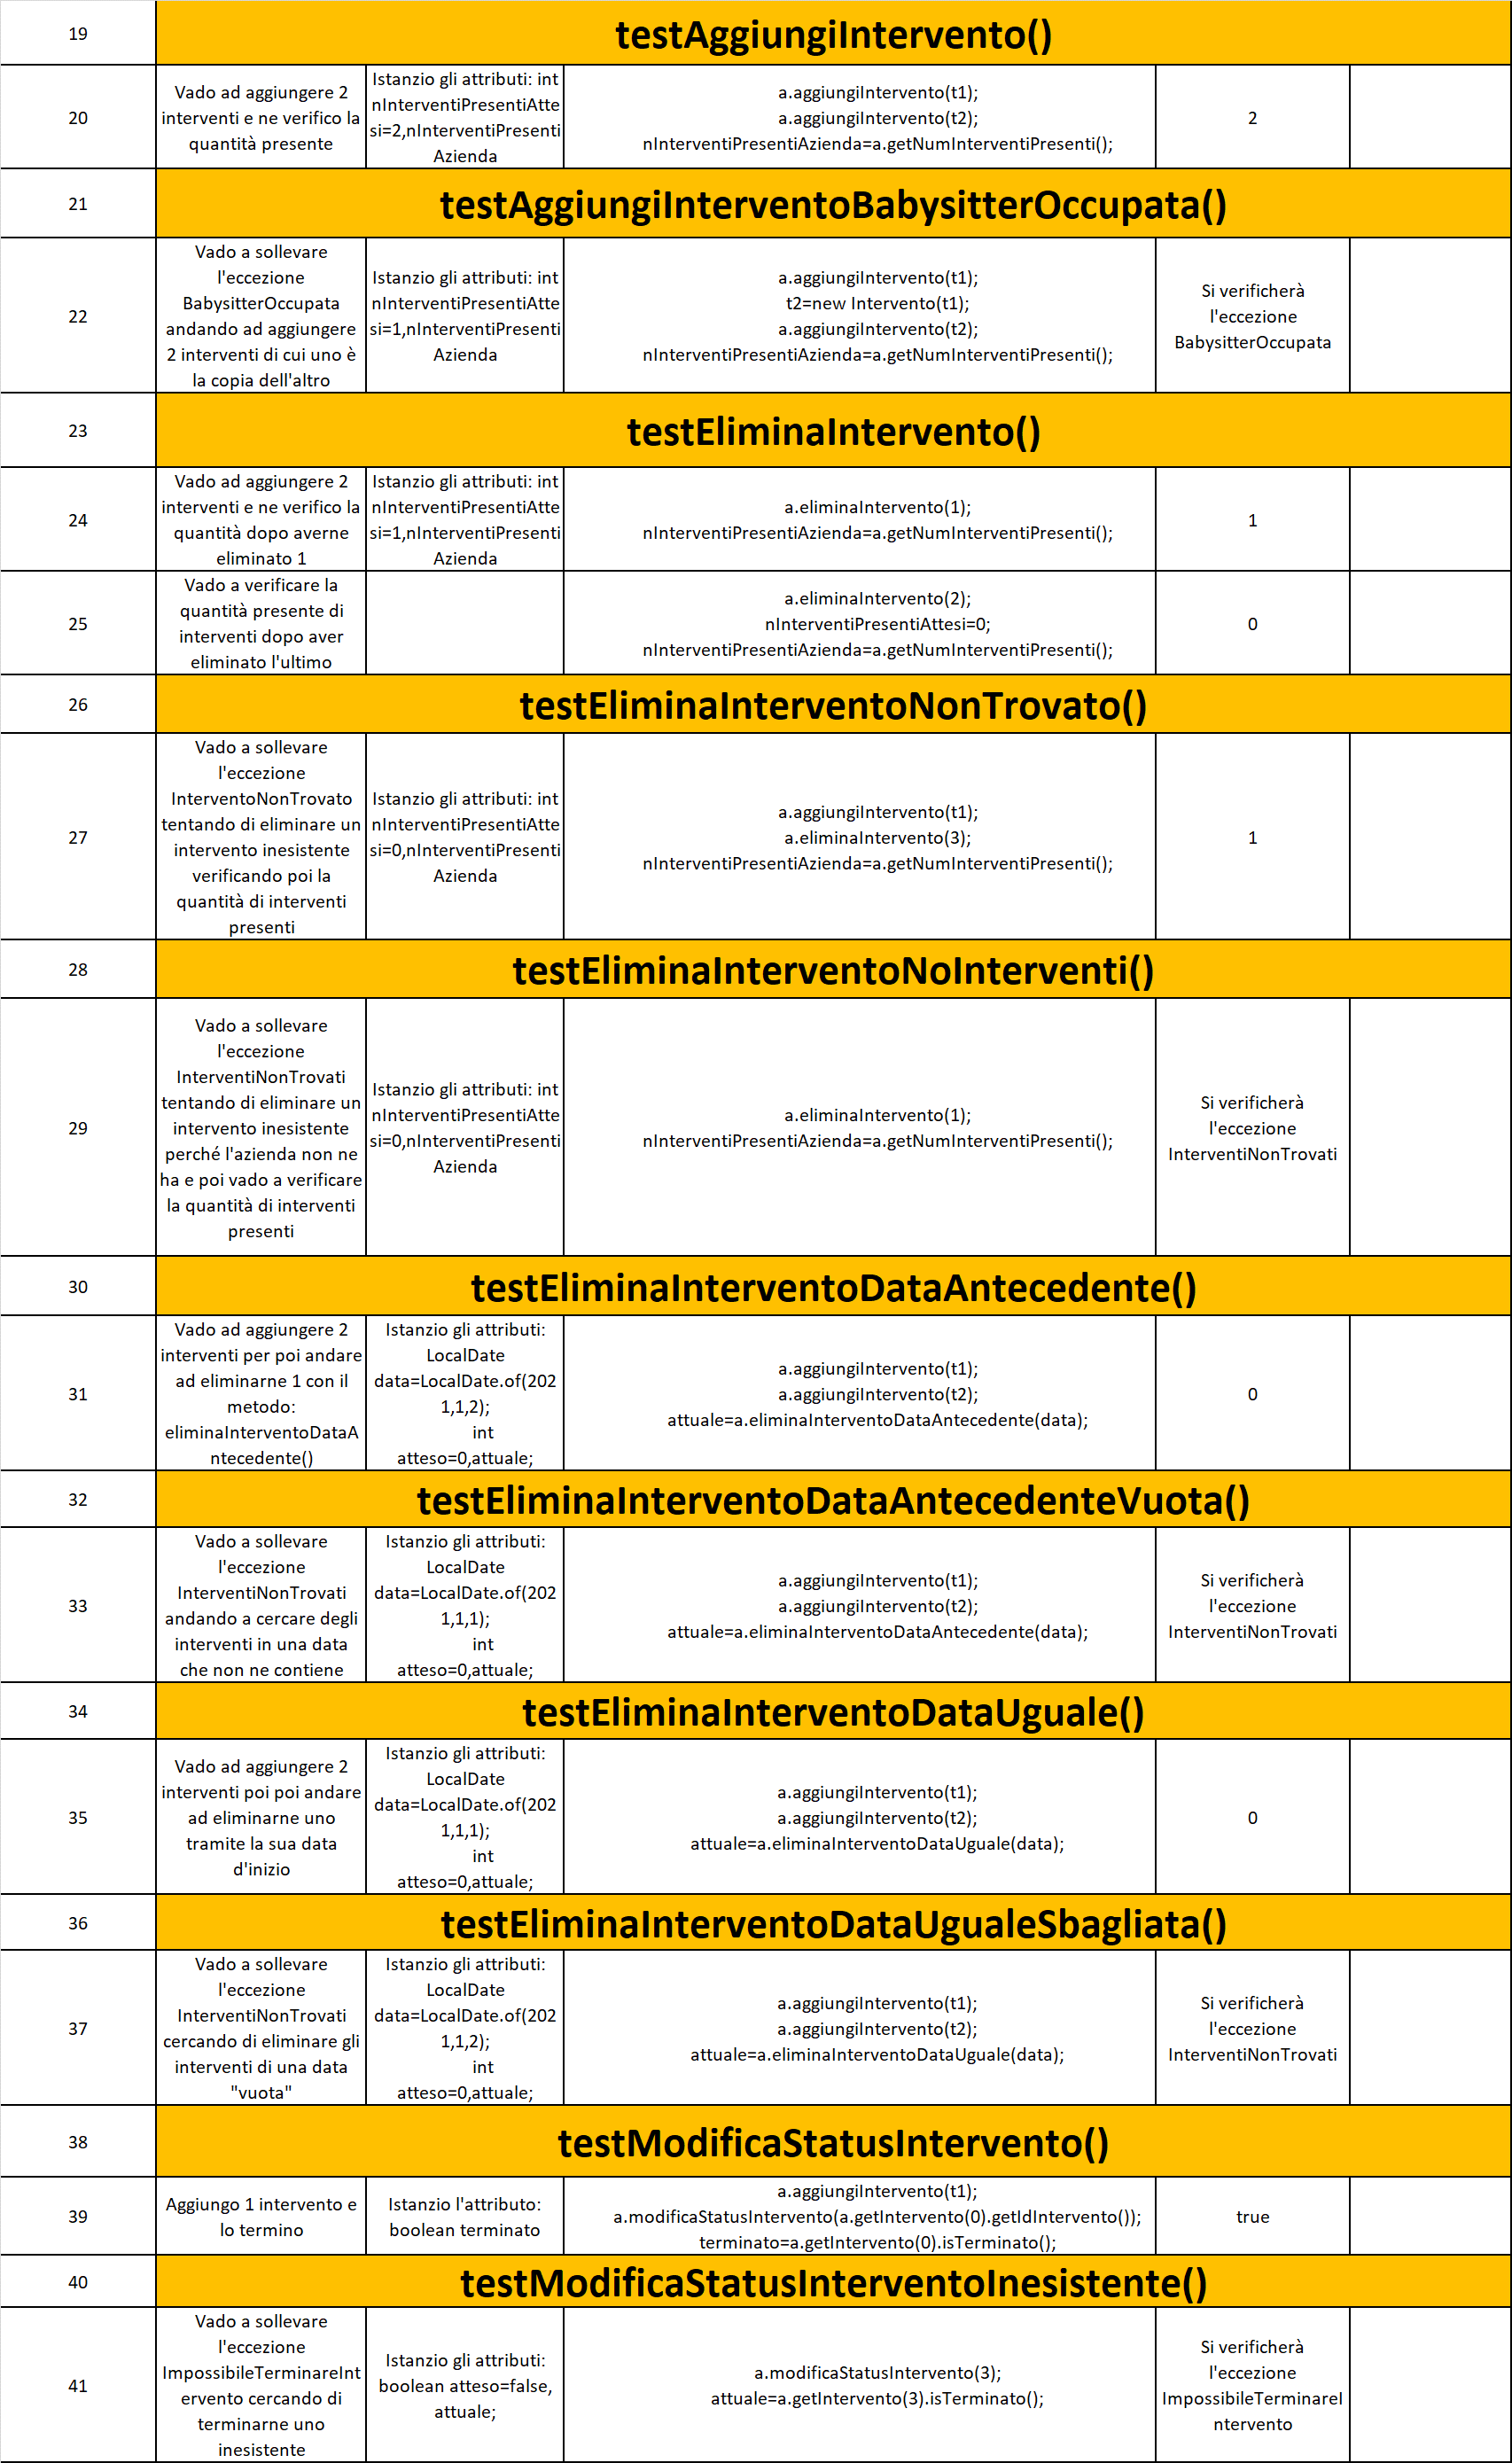 19
testAggiungiIntervento()
20
Vado ad aggiungere 2
interventi e ne verifico la
quantità presente
Istanzio gli attributi: int
nInterventiPresentiAtte
si=2,nInterventiPresenti
Azienda
a.aggiungiIntervento(t1);
a.aggiungiIntervento(t2);
nInterventiPresentiAzienda=a.getNumInterventiPresenti();
2
21
testAggiungiInterventoBabysitterOccupata()
22
Vado a sollevare
l'eccezione
BabysitterOccupata
andando ad aggiungere
2 interventi di cui uno è
la copia dell'altro
Istanzio gli attributi: int
nInterventiPresentiAtte
si=1,nInterventiPresenti
Azienda
a.aggiungiIntervento(t1);
t2=new Intervento(t1);
a.aggiungiIntervento(t2);
nInterventiPresentiAzienda=a.getNumInterventiPresenti();
Si verificherà
l'eccezione
BabysitterOccupata
23
testEliminaIntervento()
24
Vado ad aggiungere 2
interventi e ne verifico la
quantità dopo averne
eliminato 1
Istanzio gli attributi: int
nInterventiPresentiAtte
si=1,nInterventiPresenti
Azienda
a.eliminaIntervento(1);
nInterventiPresentiAzienda=a.getNumInterventiPresenti();
1
25
Vado a verificare la
quantità presente di
interventi dopo aver
eliminato l'ultimo
a.eliminaIntervento(2);
nInterventiPresentiAttesi=0;
nInterventiPresentiAzienda=a.getNumInterventiPresenti();
0
26
testEliminaInterventoNonTrovato()
27
Vado a sollevare
l'eccezione
InterventoNonTrovato
tentando di eliminare un
intervento inesistente
verificando poi la
quantità di interventi
presenti
Istanzio gli attributi: int
nInterventiPresentiAtte
si=0,nInterventiPresenti
Azienda
a.aggiungiIntervento(t1);
a.eliminaIntervento(3);
nInterventiPresentiAzienda=a.getNumInterventiPresenti();
1
28
testEliminaInterventoNoInterventi()
29
Vado a sollevare
l'eccezione
InterventiNonTrovati
tentando di eliminare un
intervento inesistente
perché l'azienda non ne
ha e poi vado a verificare
la quantità di interventi
presenti
Istanzio gli attributi: int
nInterventiPresentiAtte
si=0,nInterventiPresenti
Azienda
a.eliminaIntervento(1);
nInterventiPresentiAzienda=a.getNumInterventiPresenti();
Si verificherà
l'eccezione
InterventiNonTrovati
30
testEliminaInterventoDataAntecedente()
31
Vado ad aggiungere 2
interventi per poi andare
ad eliminarne 1 con il
metodo:
eliminaInterventoDataA
ntecedente()
Istanzio gli attributi:
LocalDate
data=LocalDate.of(202
1,1,2);
int
atteso=0,attuale;
a.aggiungiIntervento(t1);
a.aggiungiIntervento(t2);
attuale=a.eliminaInterventoDataAntecedente(data);
0
32
testEliminaInterventoDataAntecedenteVuota()
33
Vado a sollevare
l'eccezione
InterventiNonTrovati
andando a cercare degli
interventi in una data
che non ne contiene
Istanzio gli attributi:
LocalDate
data=LocalDate.of(202
1,1,1);
int
atteso=0,attuale;
a.aggiungiIntervento(t1);
a.aggiungiIntervento(t2);
attuale=a.eliminaInterventoDataAntecedente(data);
Si verificherà
l'eccezione
InterventiNonTrovati
34
testEliminaInterventoDataUguale()
35
Vado ad aggiungere 2
interventi poi poi andare
ad eliminarne uno
tramite la sua data
d'inizio
Istanzio gli attributi:
LocalDate
data=LocalDate.of(202
1,1,1);
int
atteso=0,attuale;
a.aggiungiIntervento(t1);
a.aggiungiIntervento(t2);
attuale=a.eliminaInterventoDataUguale(data);
0
36
testEliminaInterventoDataUgualeSbagliata()
37
Vado a sollevare
l'eccezione
InterventiNonTrovati
cercando di eliminare gli
interventi di una data
"vuota"
Istanzio gli attributi:
LocalDate
data=LocalDate.of(202
1,1,2);
int
atteso=0,attuale;
a.aggiungiIntervento(t1);
a.aggiungiIntervento(t2);
attuale=a.eliminaInterventoDataUguale(data);
Si verificherà
l'eccezione
InterventiNonTrovati
38
testModificaStatusIntervento()
39
Aggiungo 1 intervento e
lo termino
Istanzio l'attributo:
boolean terminato
a.aggiungiIntervento(t1);
a.modificaStatusIntervento(a.getIntervento(0).getIdIntervento());
terminato=a.getIntervento(0).isTerminato();
true
40
testModificaStatusInterventoInesistente()
41
Vado a sollevare
l'eccezione
ImpossibileTerminareInt
ervento cercando di
terminarne uno
inesistente
Istanzio gli attributi:
boolean atteso=false,
attuale;
a.modificaStatusIntervento(3);
attuale=a.getIntervento(3).isTerminato();
Si verificherà
l'eccezione
ImpossibileTerminareI
ntervento